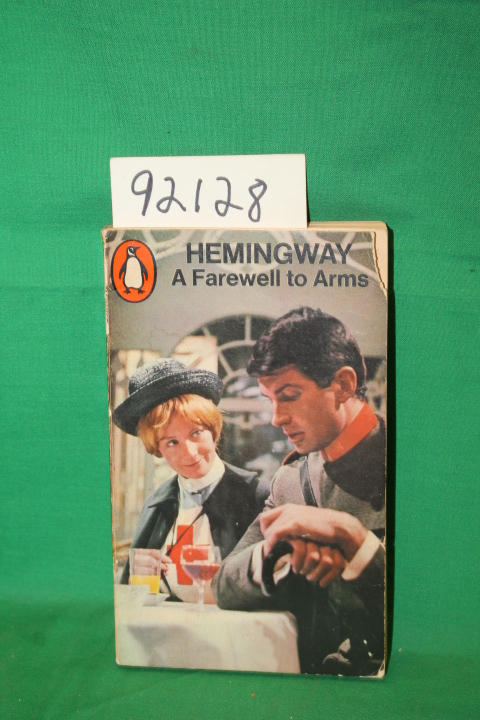 92128
HEMINGWAY
A Farewell to Arms